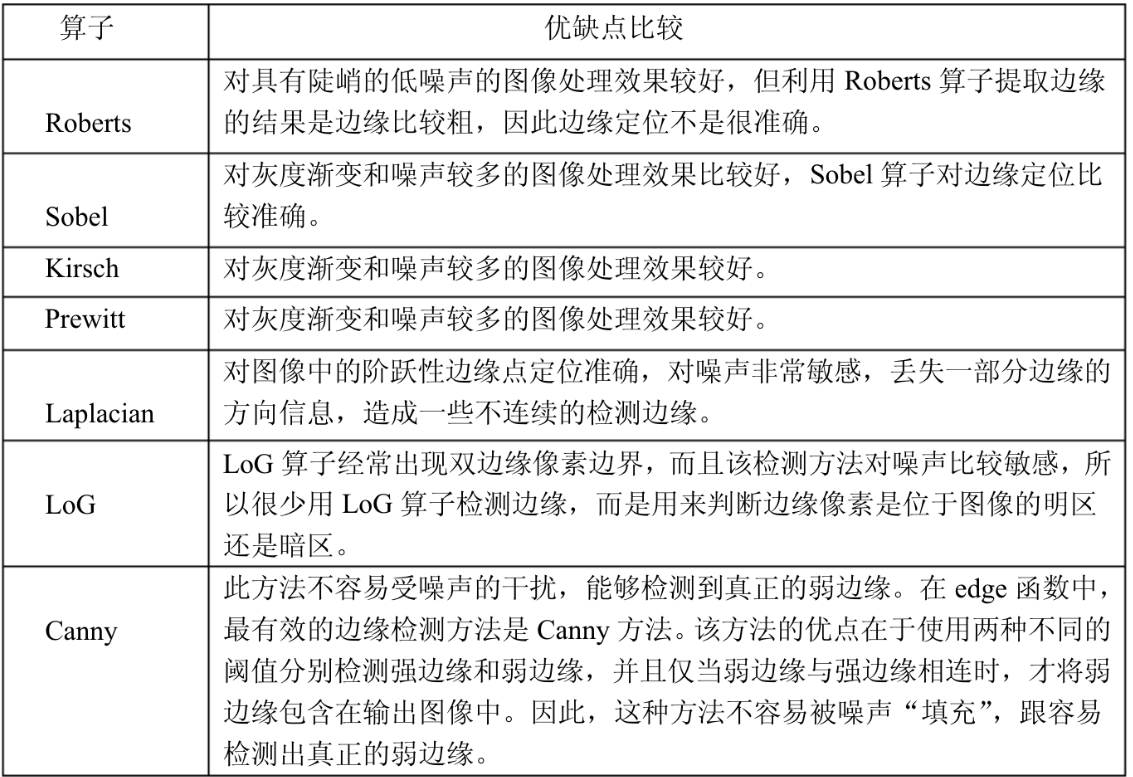 算子 优缺点比较
对具有陡峭的低噪声的图像处理效果较好，但利用 Roberts 算子提取边缘
Roberts 的结果是边缘比较粗，因此边缘定位不是很准确。
对灰度渐变和噪声较多的图像处理效果比较好，Sobel 算子对边缘定位比
Sobel 较准确。
Kirsch 对灰度渐变和噪声较多的图像处理效果较好。
Prewitt 对灰度渐变和噪声较多的图像处理效果较好。
对图像中的阶跃性边缘点定位准确，对噪声非常敏感，丢失一部分边缘的
Laplacian 方向信息，造成一些不连续的检测边缘。
LoG 算子经常出现双边缘像素边界，而且该检测方法对噪声比较敏感，所
LoG 以很少用 LoG 算子检测边缘，而是用来判断边缘像素是位于图像的明区
还是暗区。
此方法不容易受噪声的干扰，能够检测到真正的弱边缘。在 edge 函数中，
Canny 最有效的边缘检测方法是 Canny 方法。该方法的优点在于使用两种不同的
阈值分别检测强边缘和弱边缘，并且仅当弱边缘与强边缘相连时，才将弱
边缘包含在输出图像中。因此，这种方法不容易被噪声“填充”，跟容易
检测出真正的弱边缘。